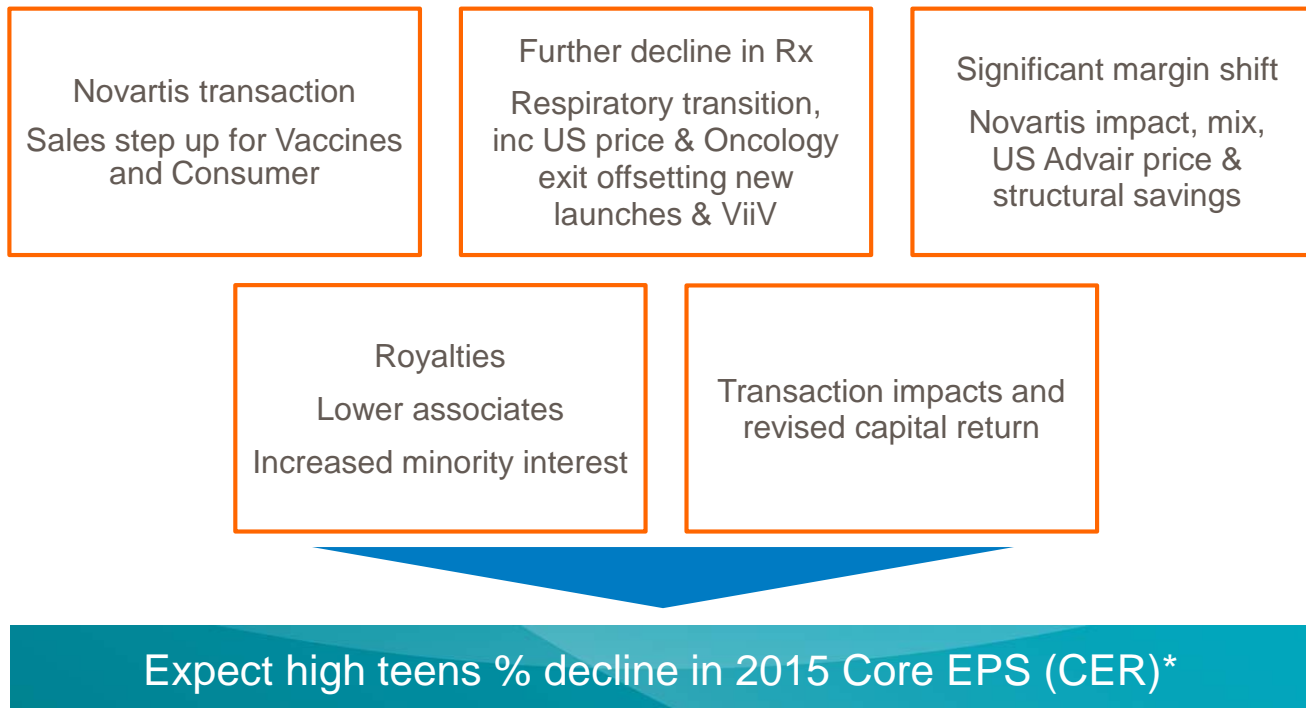 Novartis transaction
Sales step up for Vaccines
and Consumer
Further decline in Rx
Respiratory transition,
inc US price & Oncology
exit offsetting new
launches & ViiV
Significant margin shift
Novartis impact, mix,
US Advair price &
structural savings
Royalties
Lower associates
Increased minority interest
Transaction impacts and
revised capital return
Expect high teens % decline in 2015 Core EPS (CER)*